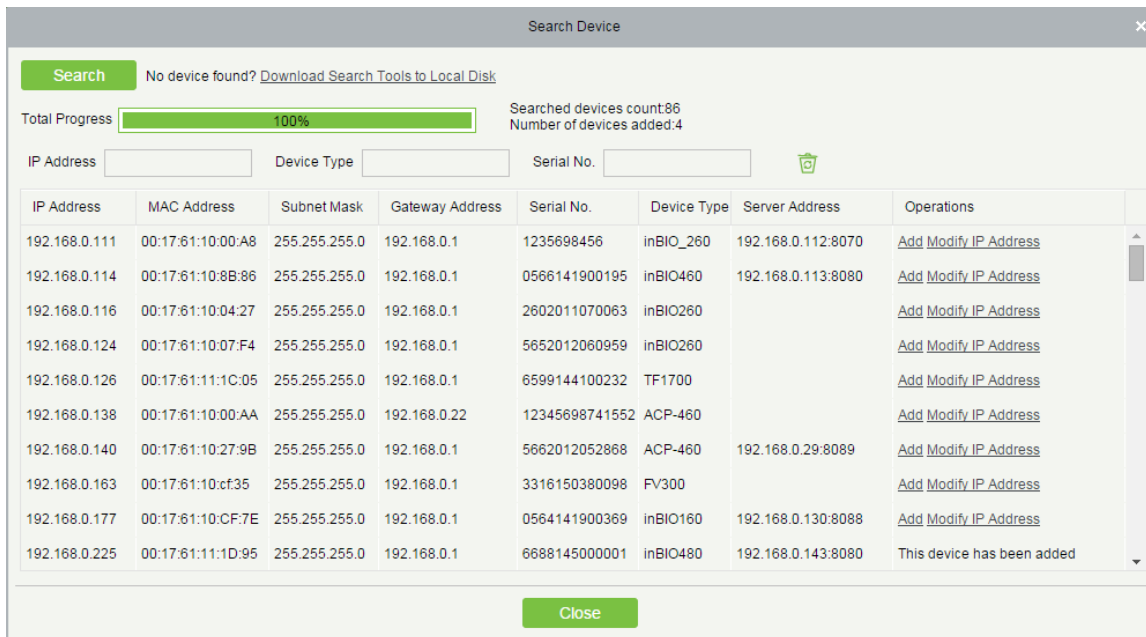 Search Device
Search No device found? Download Search Tools to Local Disk
Total Progress 100% Searched devices count:86
Number of devices added:4
IP Address Device Type Serial No.
IP Address MAC Address Subnet Mask Gateway Address Serial No. Device Type Server Address Operations
192.168.0.111 00:17:61:10:00:A8 255.255.255.0 192.168.0.1 1235698456 inBIO_260 192.168.0.112:8070 Add Modify IP Address
192.168.0.114 00:17:61:10:8B:86 255.255.255.0 192.168.0.1 0566141900195 inBIO460 192.168.0.113:8080 Add Modify IP Address
192.168.0.116 00:17:61:10:04:27 255.255.255.0 192.168.0.1 2602011070063 inBIO260 Add Modify IP Address
192.168.0.124 00:17:61:10:07:F4 255.255.255.0 192.168.0.1 5652012060959 inBIO260 Add Modify IP Address
192.168.0.126 00:17:61:11:1C:05 255.255.255.0 192.168.0.1 6599144100232 TF1700 Add Modify IP Address
192.168.0.138 00:17:61:10:00:AA 255.255.255.0 192.168.0.22 12345698741552 ACP-460 Add Modify IP Address
192.168.0.140 00:17:61:10:27:9B 255.255.255.0 192.168.0.1 5662012052868 ACP-460 192.168.0.29:8089 Add Modify IP Address
192.168.0.163 00:17:61:10:cf:35 255.255.255.0 192.168.0.1 3316150380098 FV300 Add Modify IP Address
192.168.0.177 00:17:61:10:CF:7E 255.255.255.0 192.168.0.1 0564141900369 inBIO160 192.168.0.130:8088 Add Modify IP Address
192.168.0.225 00:17:61:11:1D:95 255.255.255.0 192.168.0.1 6688145000001 inBIO480 192.168.0.143:8080 This device has been added
Close